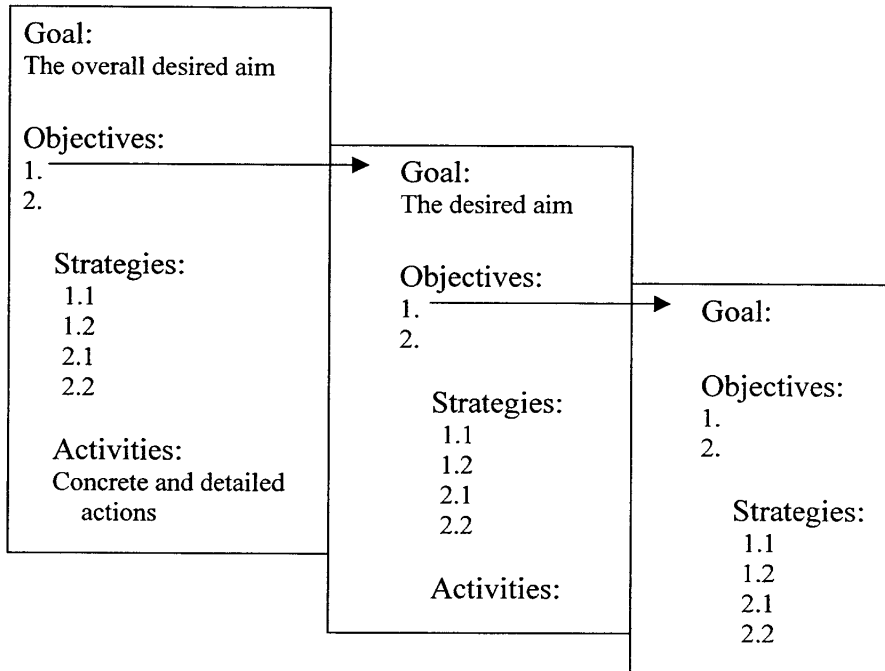 Goal:
The overall desired aim
Objectives:
1.
2.
Strategies:
1.1
1.2
2.1
2.2
Activities:
Concrete and detailed
actions
Goal:
The desired aim
Objectives:
1.
2.
Strategies:
1.1
1.2
2.1
2.2
Activities:
Goal:
Objectives:
1.
2.
Strategies:
1.1
1.2
2.1
2.2